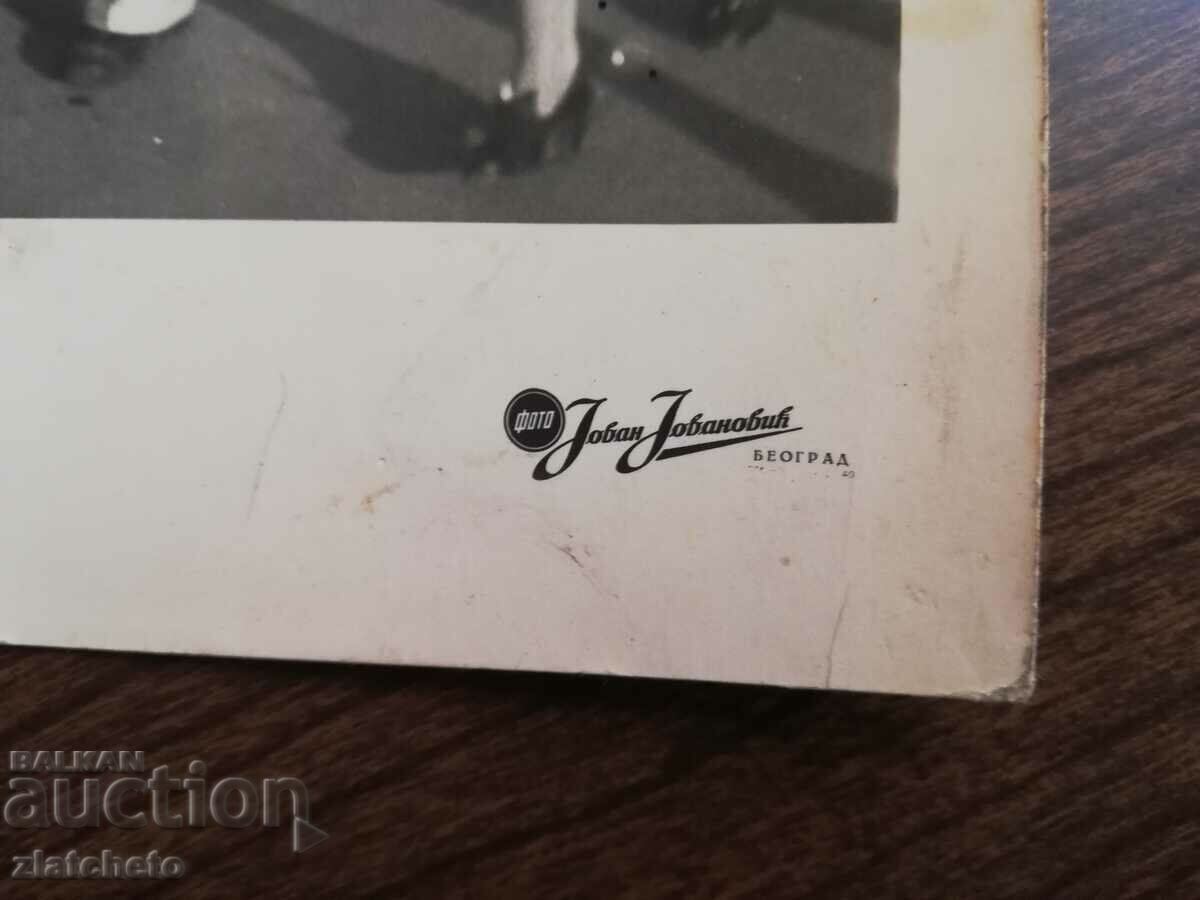 ФОТО Јован Јовановић
БЕОГРАД
BALKAN
auction
zlatcheto